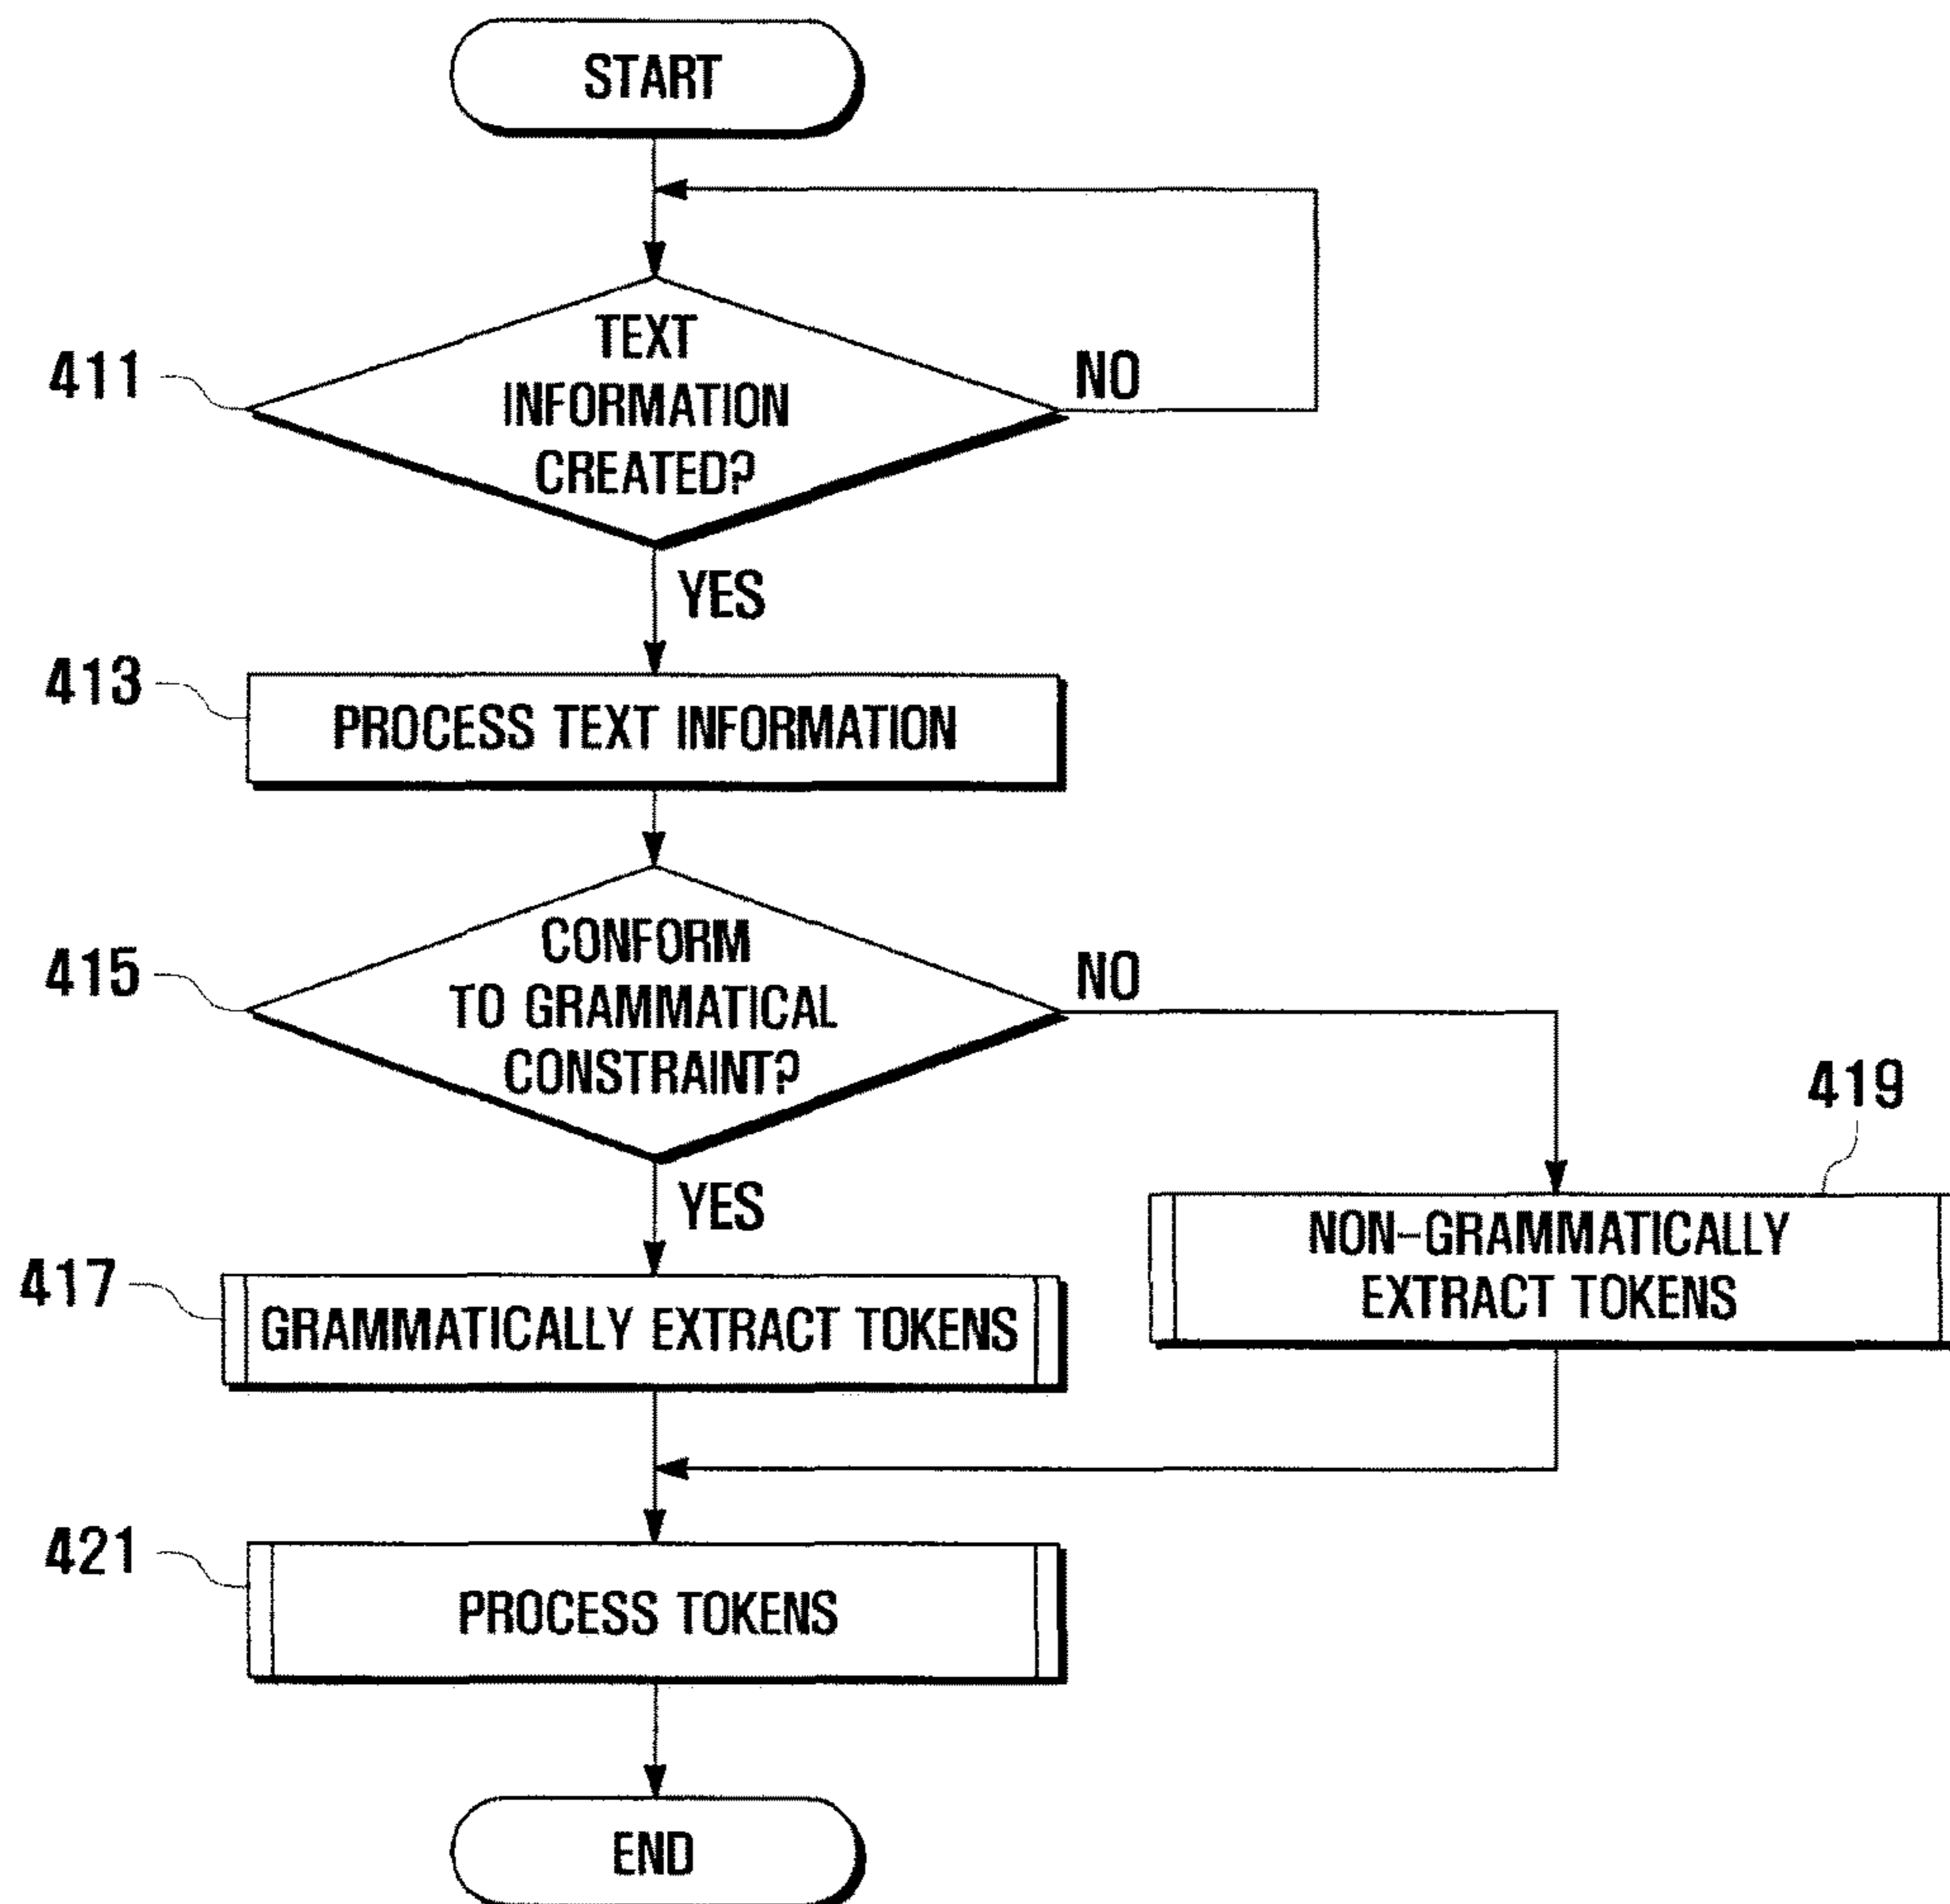 START
411
TEXT
INFORMATION
CREATED?
NO
YES
413
PROCESS TEXT INFORMATION
415
CONFORM
TO GRAMMATICAL
CONSTRAINT?
NO
YES
419
NON-GRAMMATICALLY
EXTRACT TOKENS
417
GRAMMATICALLY EXTRACT TOKENS
421
PROCESS TOKENS
END